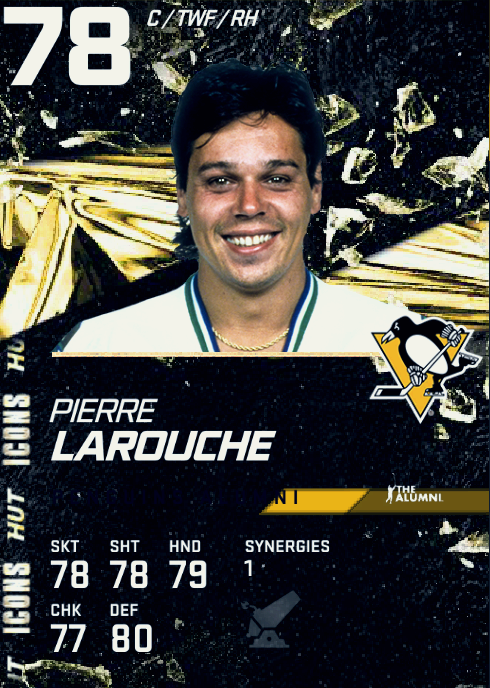 78
C / TWF / RH
HUT
ICONS
HUT
ICONS
PIERRE
LAROUCHE
NI
THE
ALUMNI.
SKT SHT HND SYNERGIES
78 78 79 1
CHK DEF
77 80